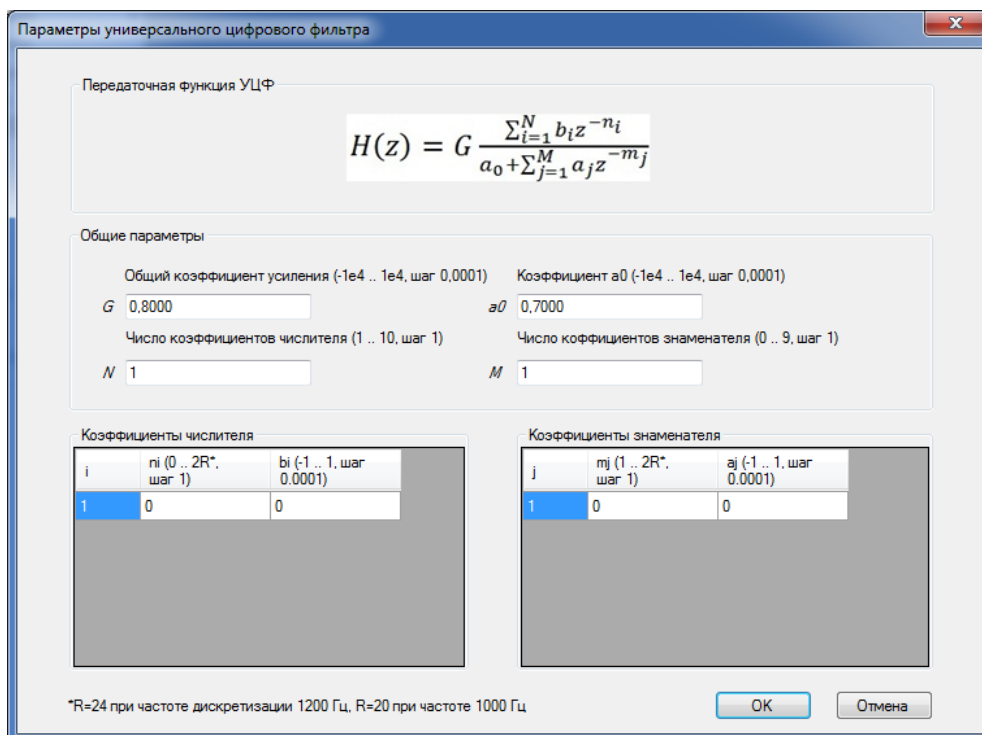 Параметры универсального цифрового фильтра
Передаточная функция УЦФ
H(z) = G \frac{\sum_{i=1}^{N} b_i z^{-n_i}}{a_0+\sum_{j=1}^{M} a_j z^{-m_j}}
Общие параметры
Общий коэффициент усиления (-1e4 .. 1e4, шаг 0,0001)
Коэффициент a0 (-1e4 .. 1e4, шаг 0,0001)
G 0,8000
a0 0,7000
Число коэффициентов числителя (1 .. 10, шаг 1)
Число коффициентов знаменателя (0 .. 9, шаг 1)
N 1
M 1
Коэффициенты числителя
i
ni (0 .. 2R*,
шаг 1)
bi (-1 .. 1, шаг
0.0001)
1 0 0
Коэффициенты знаменателя
j
mj (1 .. 2R*,
шаг 1)
aj (-1 .. 1, шаг
0.0001)
1 0 0
*R=24 при частоте дискретизации 1200 Гц, R=20 при частоте 1000 Гц
OK
Отмена